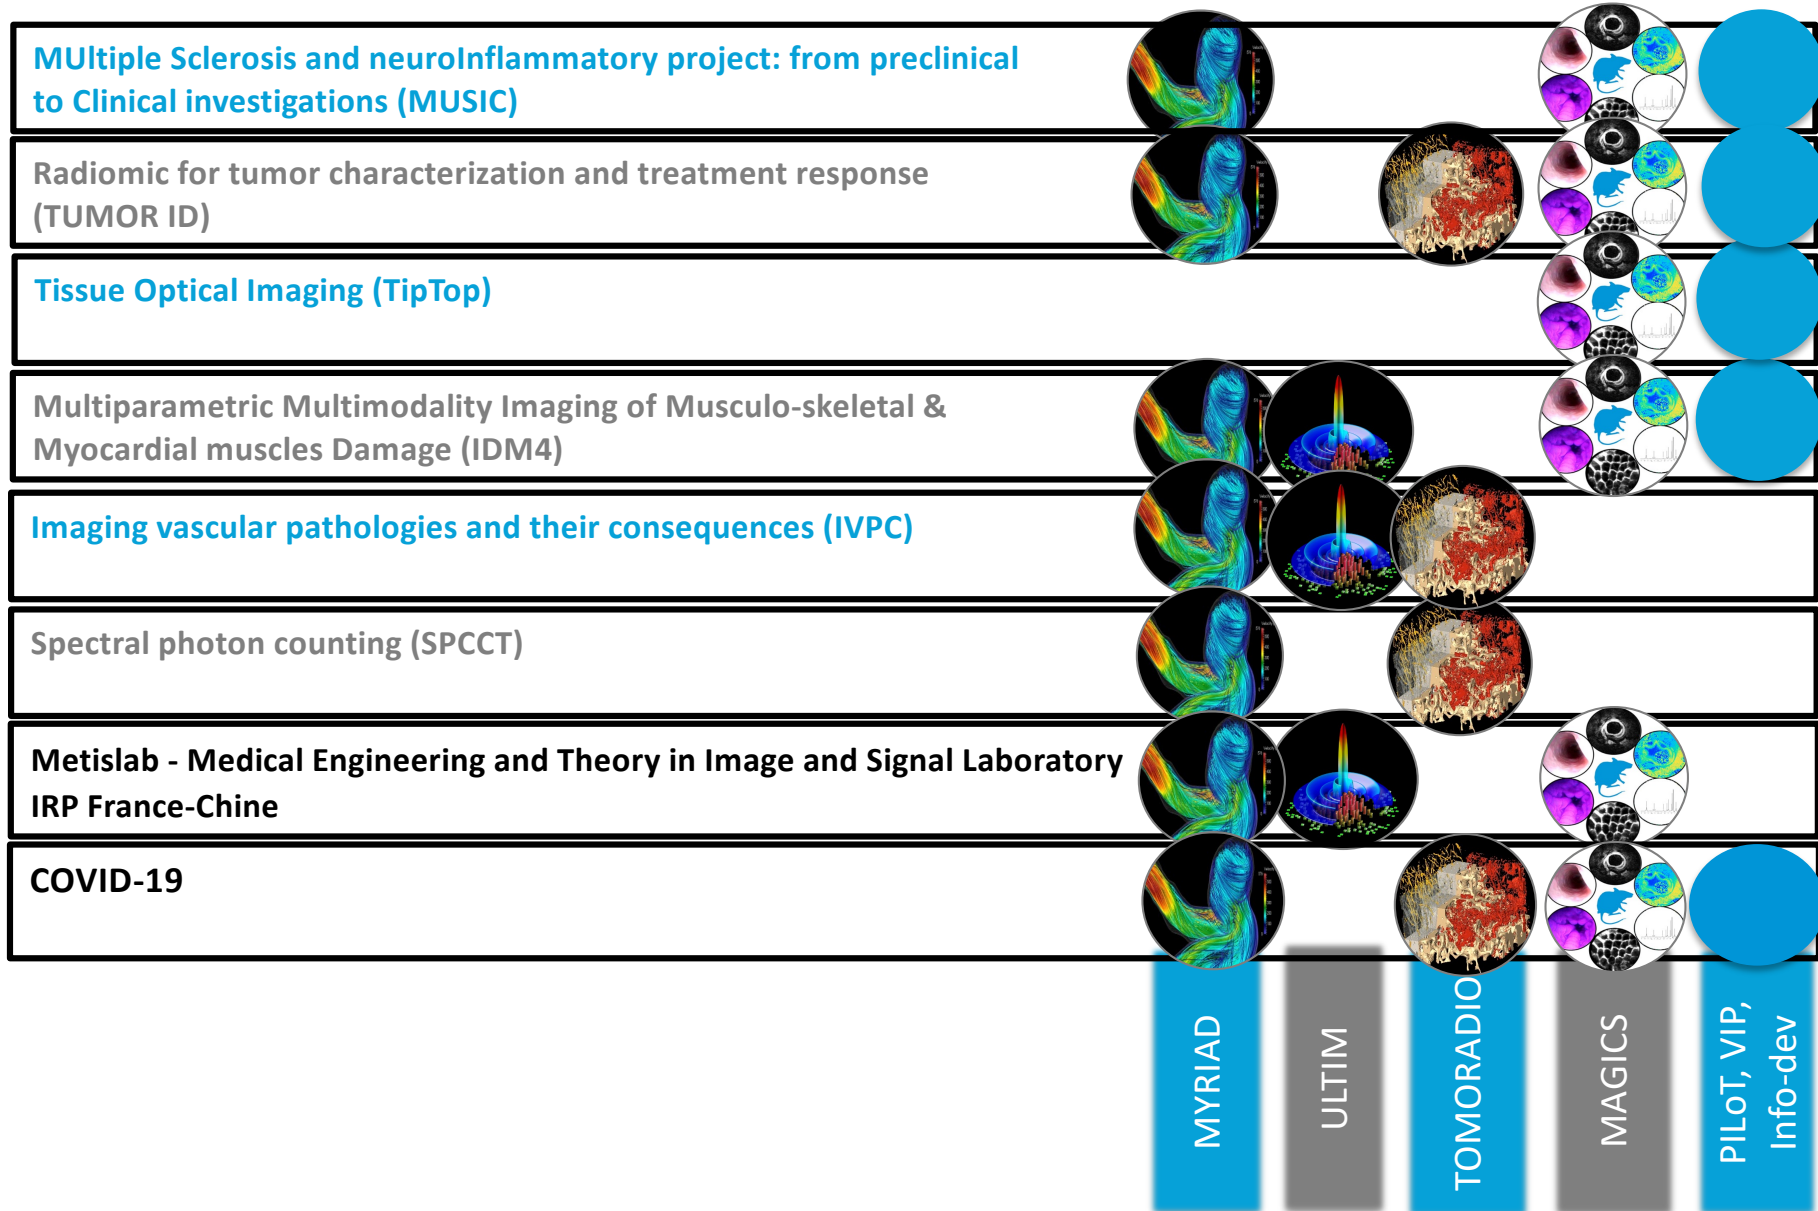 MUltiple Sclerosis and neuroInflammatory project: from preclinical
to Clinical investigations (MUSIC)
Radiomic for tumor characterization and treatment response
(TUMOR ID)
Tissue Optical Imaging (TipTop)
Multiparametric Multimodality Imaging of Musculo-skeletal &
Myocardial muscles Damage (IDM4)
Imaging vascular pathologies and their consequences (IVPC)
Spectral photon counting (SPCCT)
Metislab - Medical Engineering and Theory in Image and Signal Laboratory
IRP France-Chine
COVID-19
MYRIAD
ULTIM
TOMORADIO
MAGICS
PILoT, VIP,
Info-dev